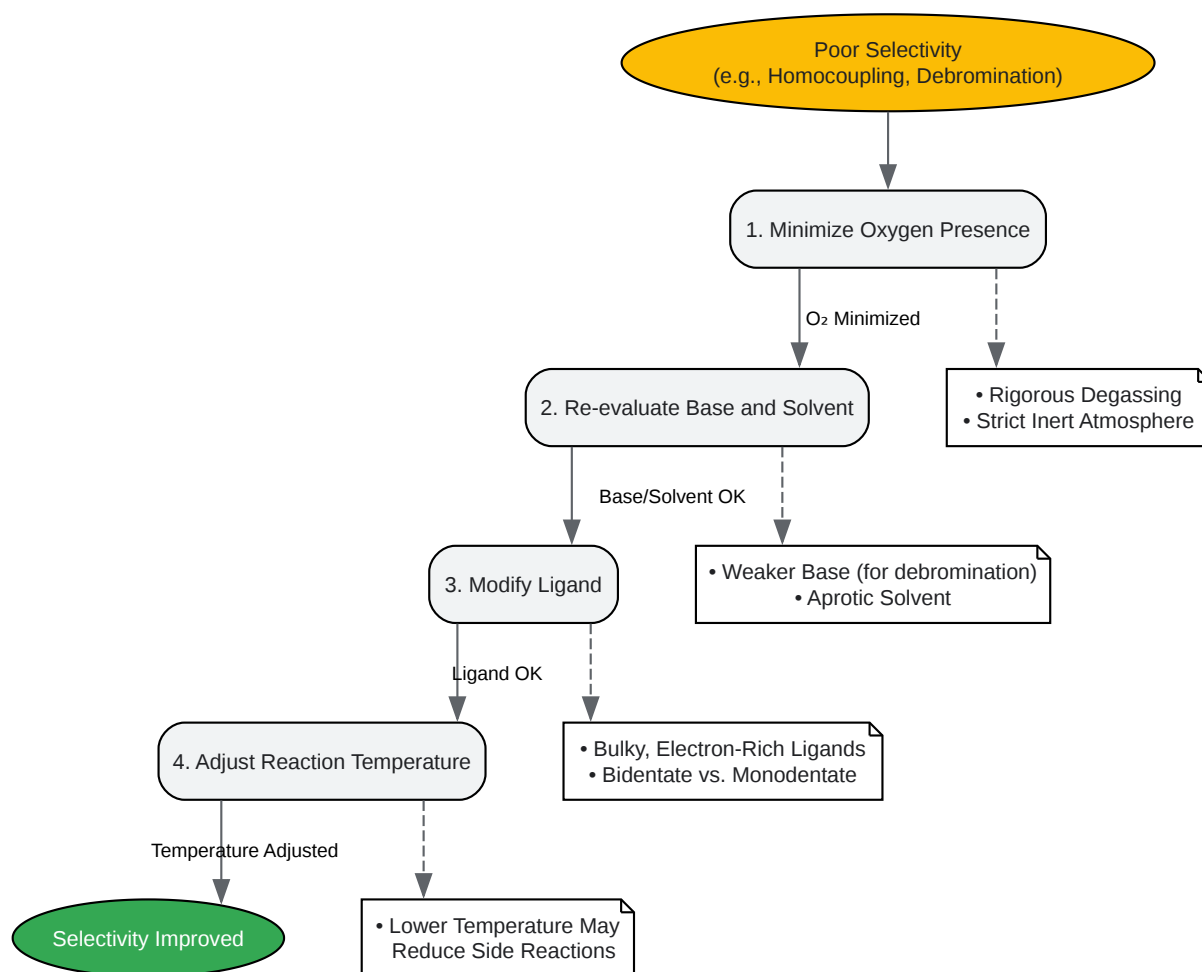 Poor Selectivity
(e.g., Homocoupling, Debromination)
1. Minimize Oxygen Presence
O₂ Minimized
• Rigorous Degassing
• Strict Inert Atmosphere
2. Re-evaluate Base and Solvent
Base/Solvent OK
• Weaker Base (for debromination)
• Aprotic Solvent
3. Modify Ligand
Ligand OK
• Bulky, Electron-Rich Ligands
• Bidentate vs. Monodentate
4. Adjust Reaction Temperature
Temperature Adjusted
• Lower Temperature May
Reduce Side Reactions
Selectivity Improved